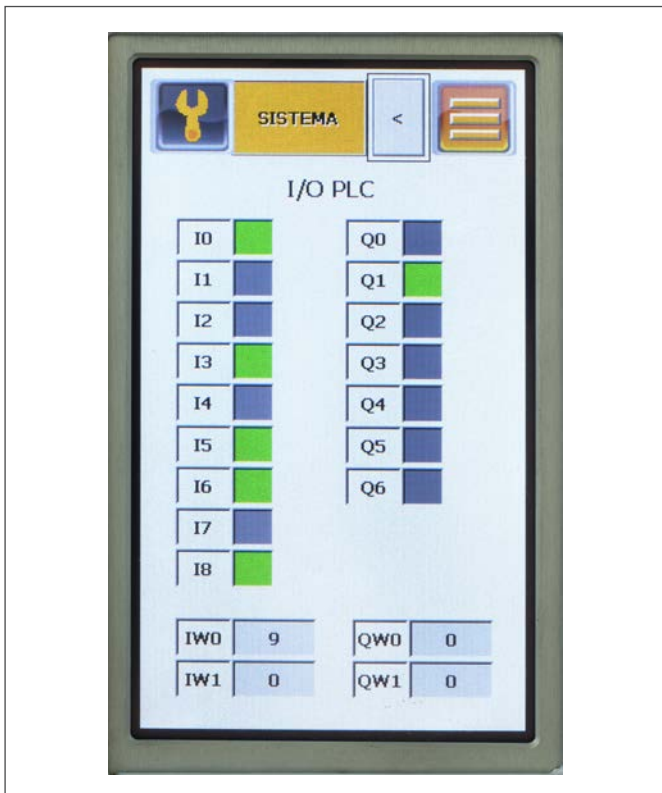 SISTEMA <
I/O PLC
I0 Q0
I1 Q1
I2 Q2
I3 Q3
I4 Q4
I5 Q5
I6 Q6
I7
I8
IW0 9 QW0 0
IW1 0 QW1 0